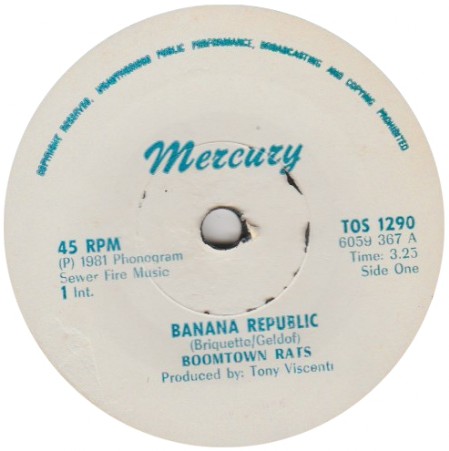 COPYRIGHT RESERVED, UNAUTHORISED PUBLIC PERFORMANCE, BROADCASTING AND COPYING PROHIBITED
Mercury
45 RPM
(P) 1981 Phonogram
Sewer Fire Music
1 Int.
TOS 1290
6059 367 A
Time: 3.25
Side One
BANANA REPUBLIC
(Briquette/Geldof)
BOOMTOWN RATS
Produced by: Tony Viscenti